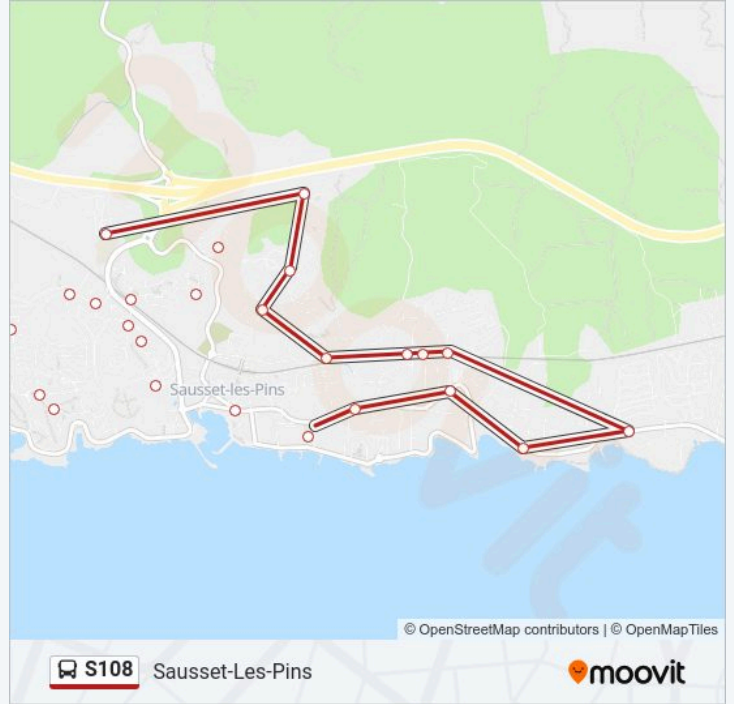 Sausset-les-Pins
© OpenStreetMap contributors | © OpenMapTiles
S108 Sausset-Les-Pins
moovit